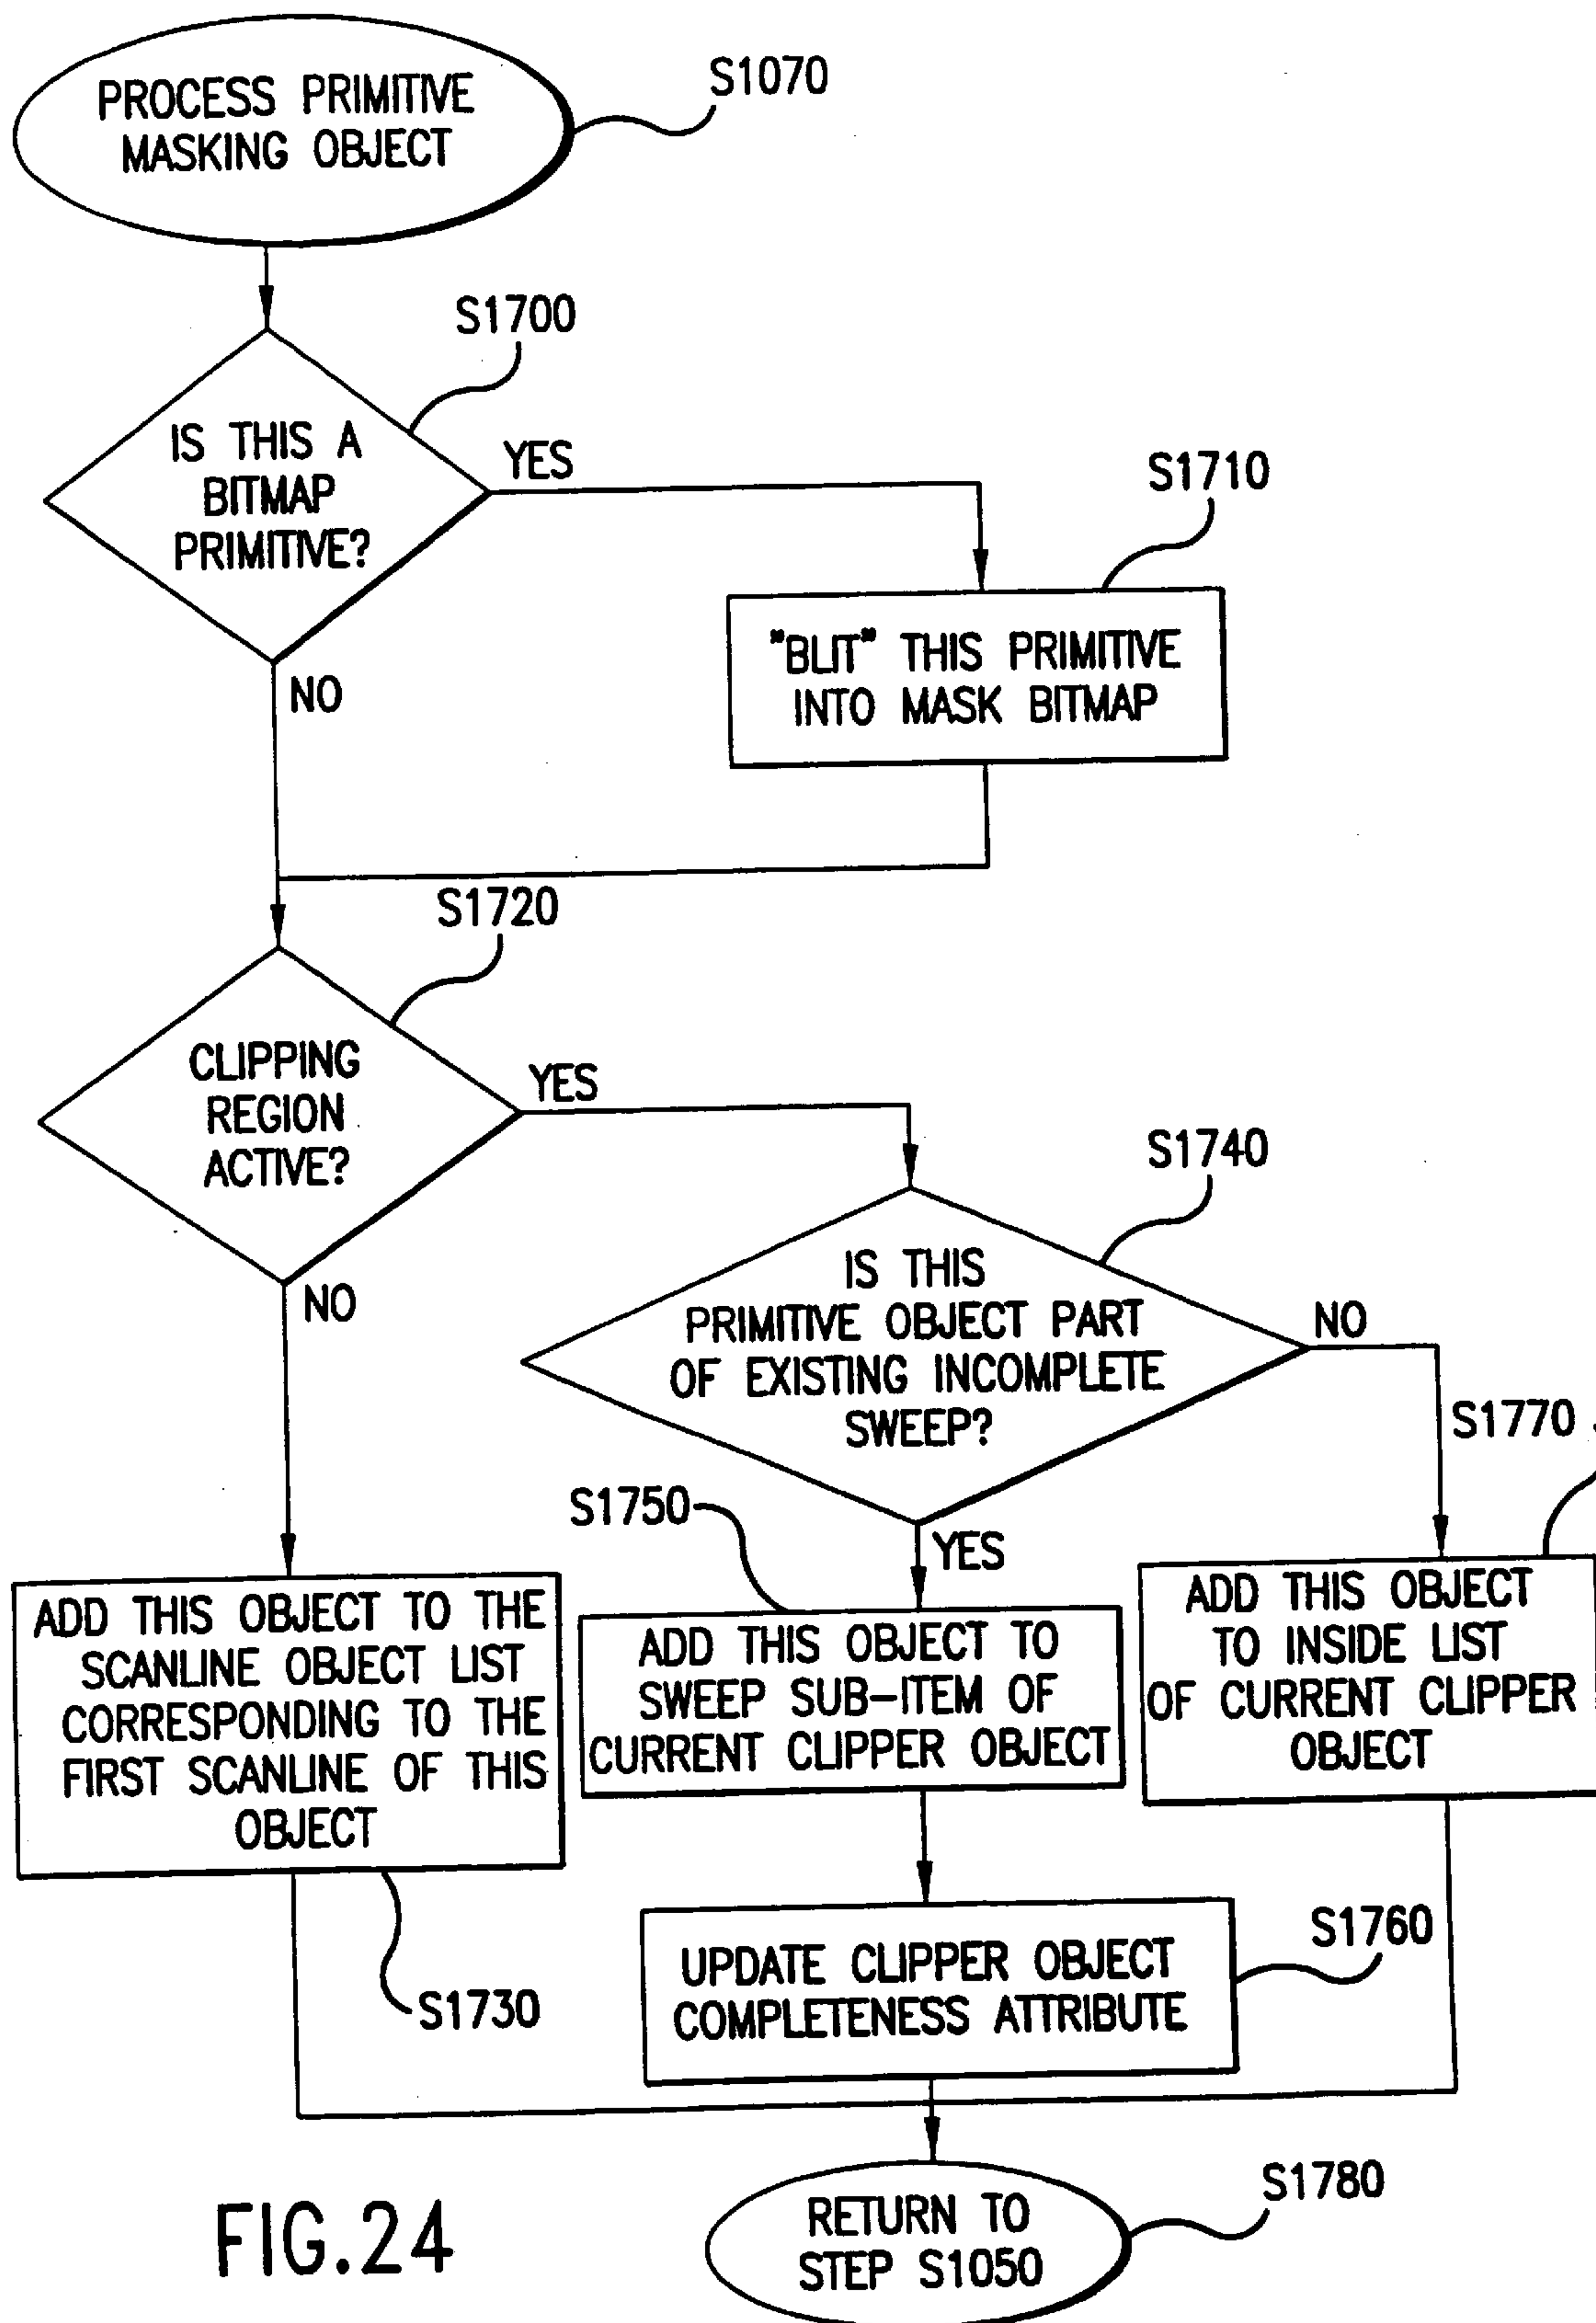 PROCESS PRIMITIVE
MASKING OBJECT
S1070
S1700
IS THIS A
BITMAP
PRIMITIVE?
YES
NO
S1710
"BLIT" THIS PRIMITIVE
INTO MASK BITMAP
S1720
CLIPPING
REGION
ACTIVE?
YES
NO
S1740
IS THIS
PRIMITIVE OBJECT PART
OF EXISTING INCOMPLETE
SWEEP?
NO
YES
S1770
S1750
ADD THIS OBJECT TO THE
SCANLINE OBJECT LIST
CORRESPONDING TO THE
FIRST SCANLINE OF THIS
OBJECT
S1730
ADD THIS OBJECT TO
SWEEP SUB-ITEM OF
CURRENT CLIPPER OBJECT
ADD THIS OBJECT
TO INSIDE LIST
OF CURRENT CLIPPER
OBJECT
UPDATE CLIPPER OBJECT
COMPLETENESS ATTRIBUTE
S1760
RETURN TO
STEP S1050
S1780
FIG.24